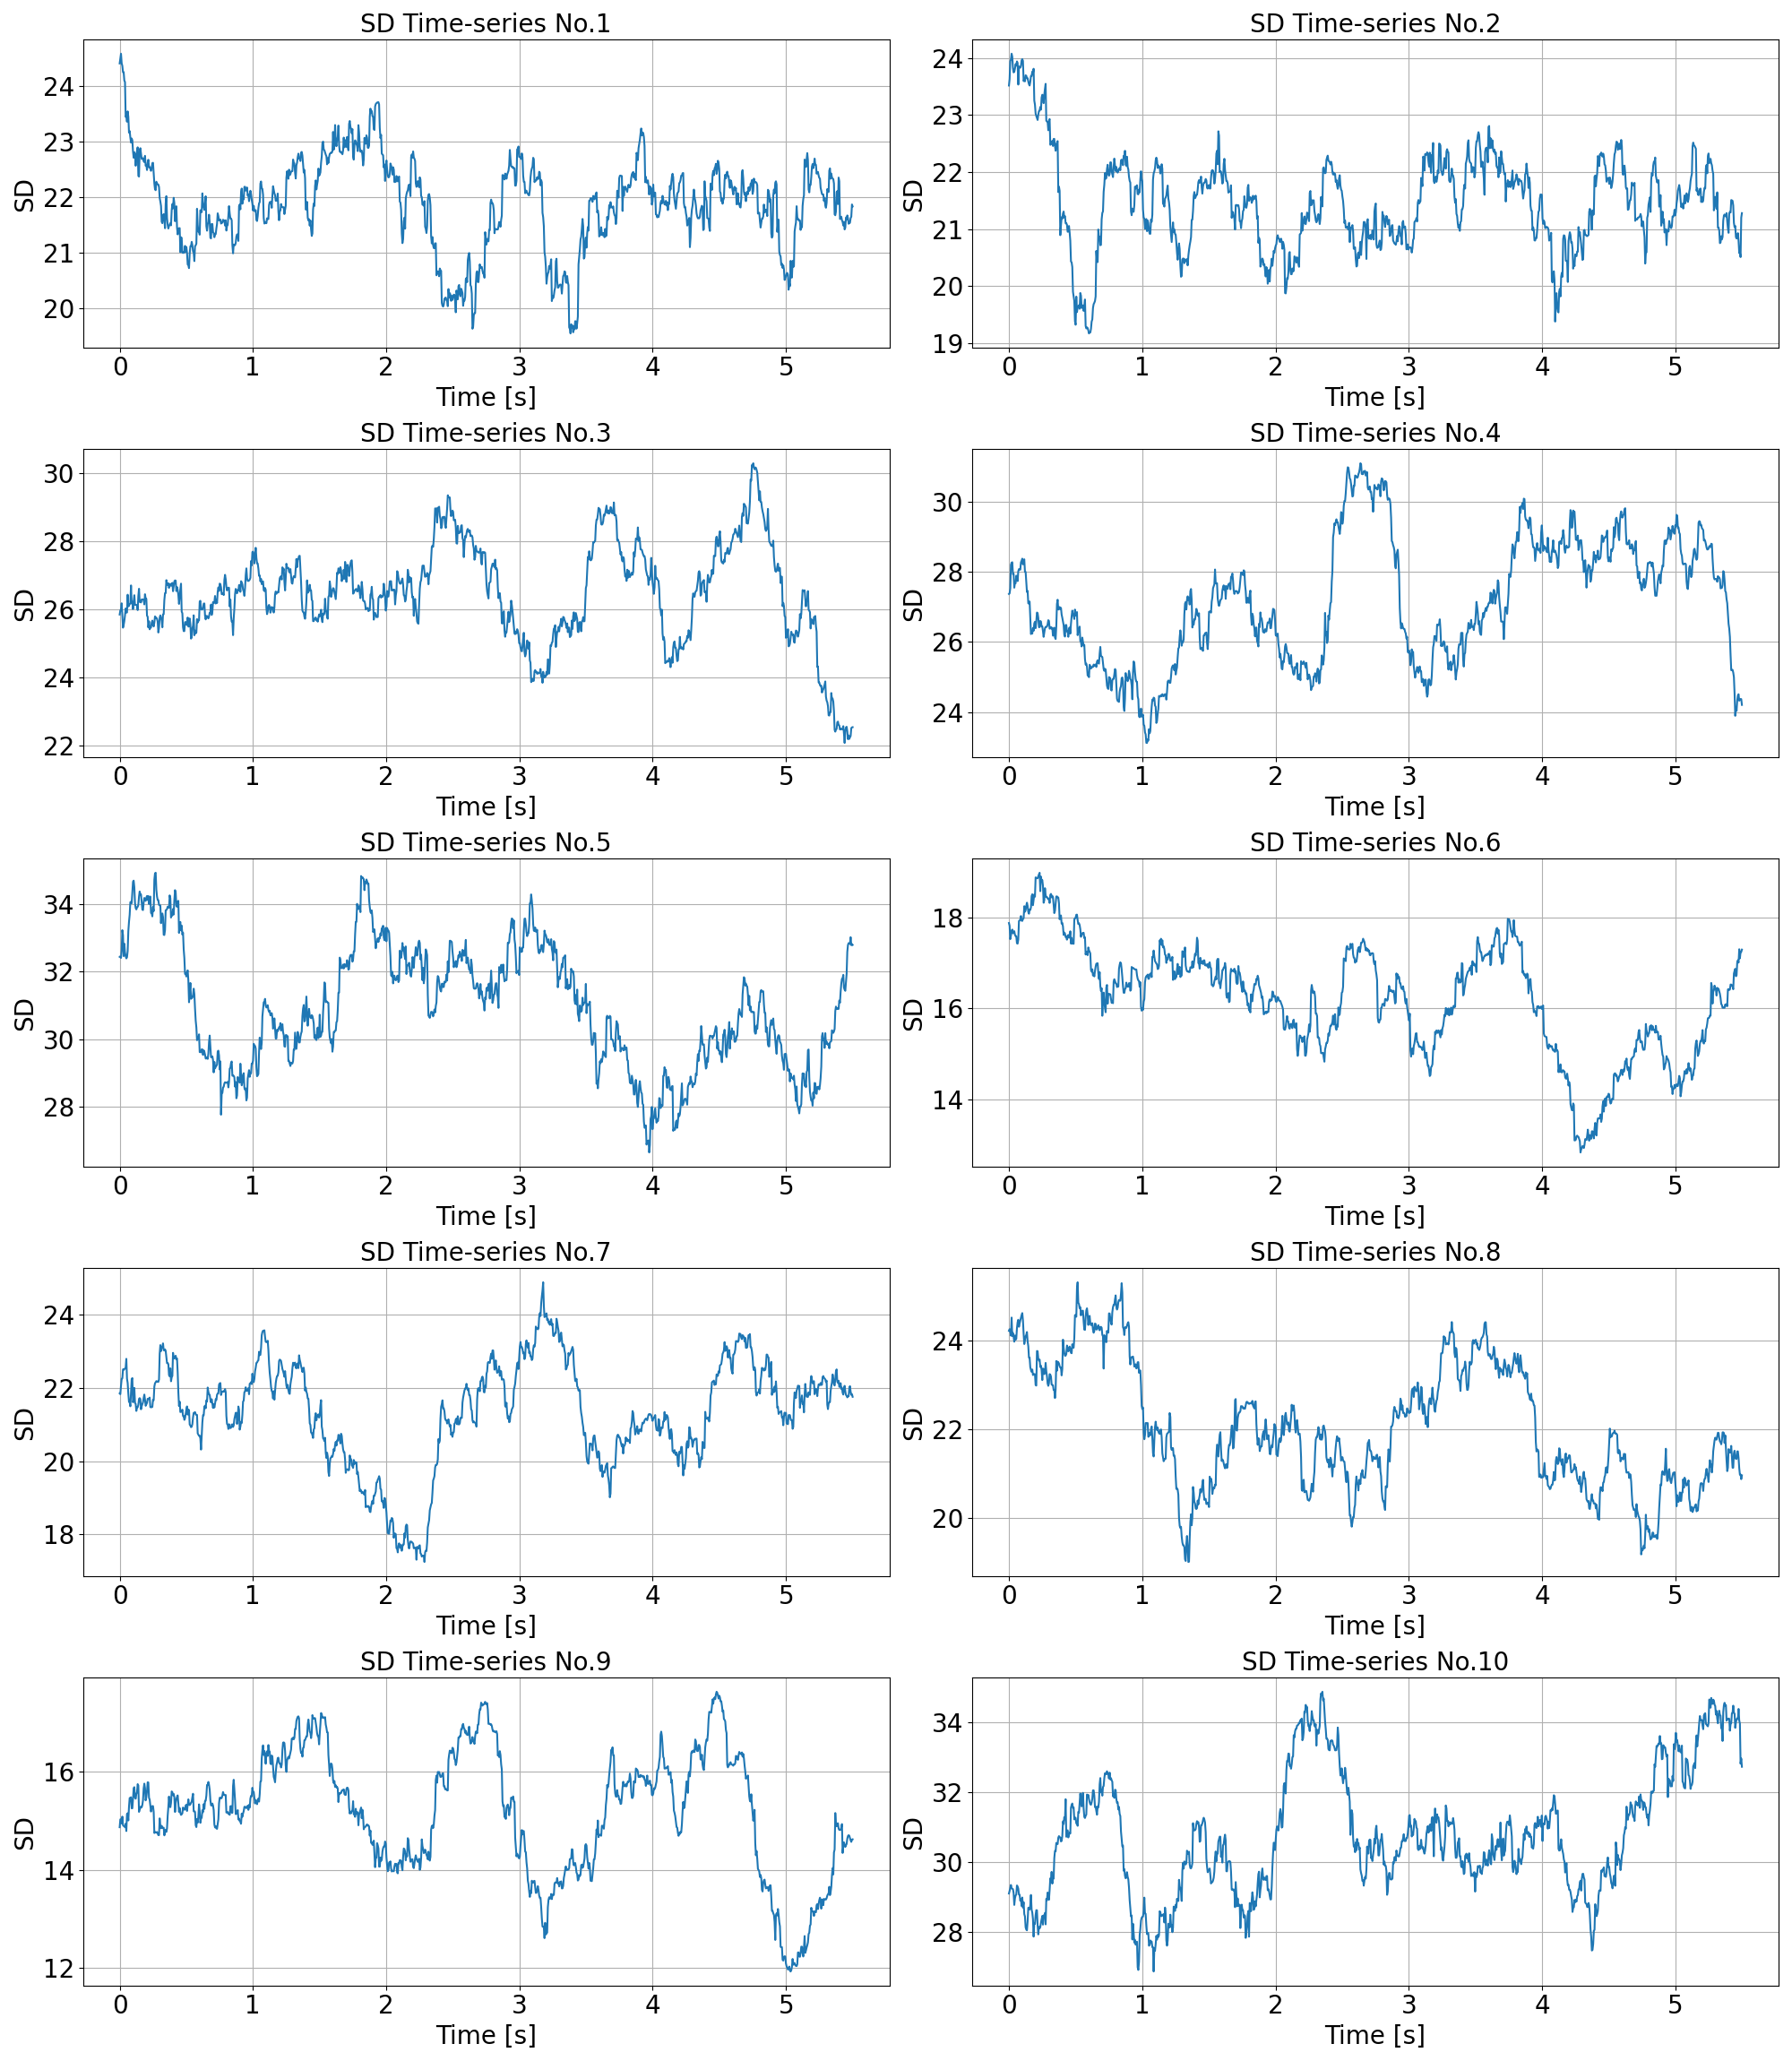 SD Time-series No.1
SD
24
23
22
21
20
0 1 2 3 4 5
Time [s]
SD Time-series No.2
SD
24
23
22
21
20
19
0 1 2 3 4 5
Time [s]
SD Time-series No.3
SD
30
28
26
24
22
0 1 2 3 4 5
Time [s]
SD Time-series No.4
SD
30
28
26
24
0 1 2 3 4 5
Time [s]
SD Time-series No.5
SD
34
32
30
28
0 1 2 3 4 5
Time [s]
SD Time-series No.6
SD
18
16
14
0 1 2 3 4 5
Time [s]
SD Time-series No.7
SD
24
22
20
18
0 1 2 3 4 5
Time [s]
SD Time-series No.8
SD
24
22
20
0 1 2 3 4 5
Time [s]
SD Time-series No.9
SD
16
14
12
0 1 2 3 4 5
Time [s]
SD Time-series No.10
SD
34
32
30
28
0 1 2 3 4 5
Time [s]